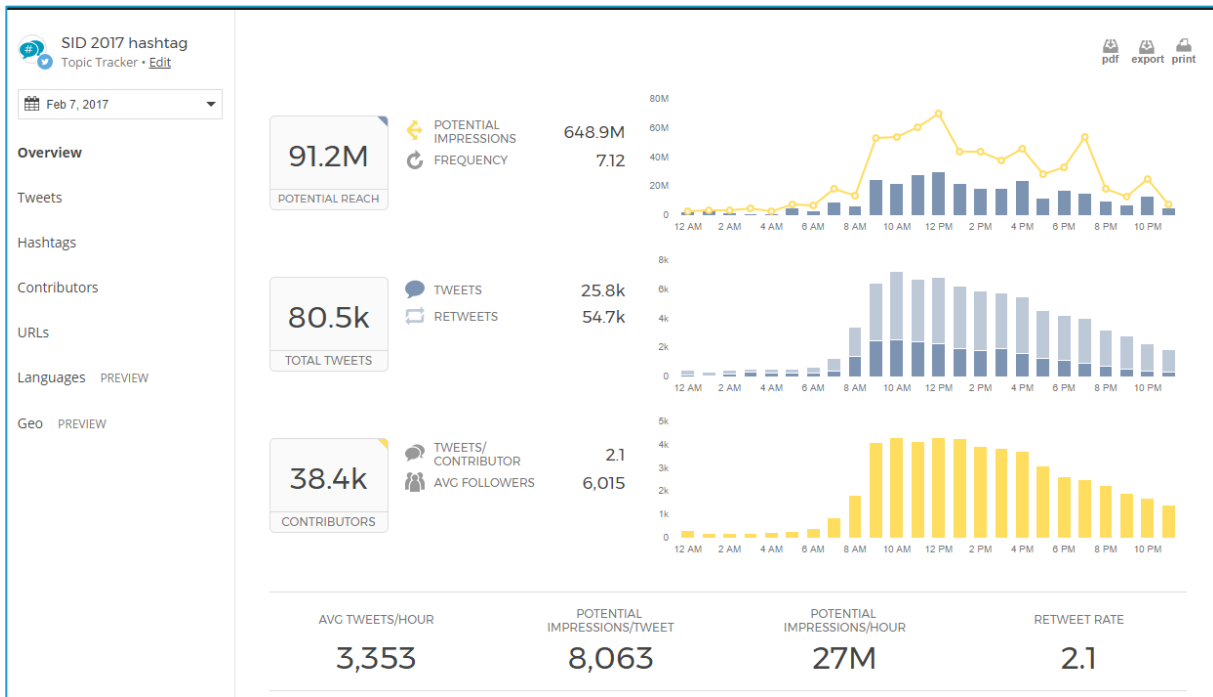 SID 2017 hashtag
Topic Tracker • Edit
Feb 7, 2017
Overview
Tweets
Hashtags
Contributors
URLs
Languages PREVIEW
Geo PREVIEW
pdf export print
91.2M
POTENTIAL REACH
POTENTIAL
IMPRESSIONS
648.9M
FREQUENCY
7.12
80M
60M
40M
20M
0
12 AM 2 AM 4 AM 6 AM 8 AM 10 AM 12 PM 2 PM 4 PM 6 PM 8 PM 10 PM
80.5k
TOTAL TWEETS
TWEETS
25.8k
RETWEETS
54.7k
8k
6k
4k
2k
0
12 AM 2 AM 4 AM 6 AM 8 AM 10 AM 12 PM 2 PM 4 PM 6 PM 8 PM 10 PM
38.4k
CONTRIBUTORS
TWEETS/
CONTRIBUTOR
2.1
AVG FOLLOWERS
6,015
5k
4k
3k
2k
1k
0
12 AM 2 AM 4 AM 6 AM 8 AM 10 AM 12 PM 2 PM 4 PM 6 PM 8 PM 10 PM
AVG TWEETS/HOUR
3,353
POTENTIAL
IMPRESSIONS/TWEET
8,063
POTENTIAL
IMPRESSIONS/HOUR
27M
RETWEET RATE
2.1